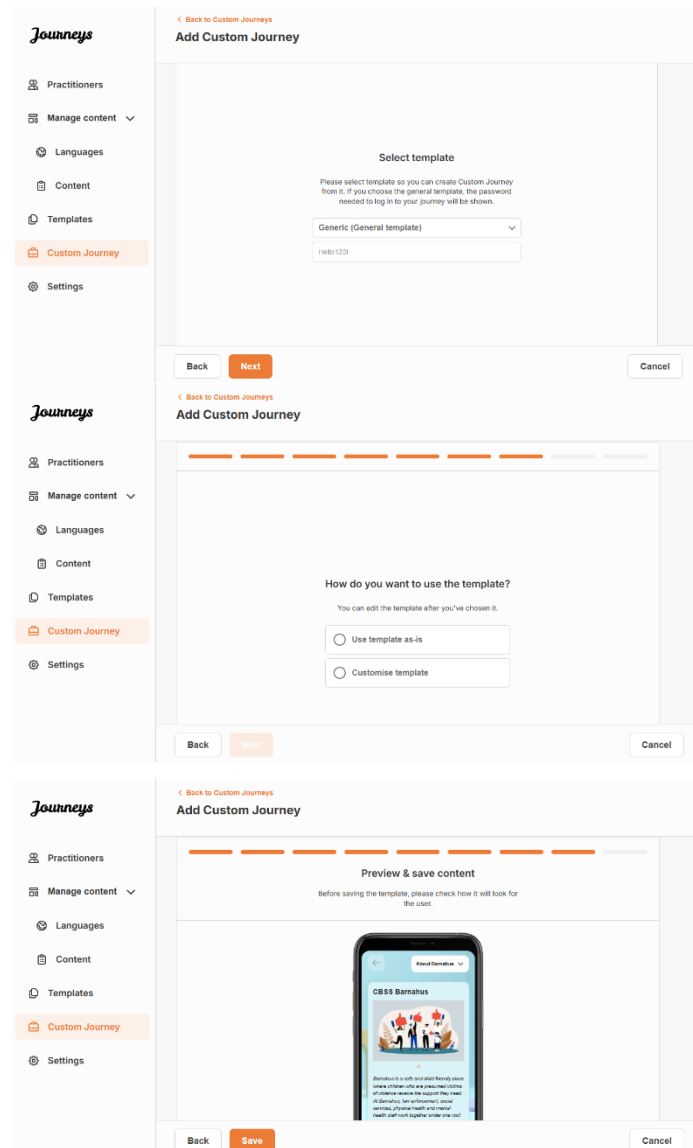 Journeys
Practitioners
Manage content
Languages
Content
Templates
Custom Journey
Settings
< Back to Custom Journeys
Add Custom Journey
Select template
Please select template so you can create Custom Journey
from it. If you choose the general template, the password
needed to log in to your journey will be shown.
Generic (General template)
Back
Next
Cancel
Journeys
Practitioners
Manage content
Languages
Content
Templates
Custom Journey
Settings
< Back to Custom Journeys
Add Custom Journey
How do you want to use the template?
You can edit the template after you've chosen it.
Use template as-is
Customise template
Back
Next
Cancel
Journeys
Practitioners
Manage content
Languages
Content
Templates
Custom Journey
Settings
< Back to Custom Journeys
Add Custom Journey
Preview & save content
Before saving the template, please check how it will look for
the user.
About Barnahus
CBSS Barnahus
Barnahus is a safe and child-friendly place
where children who are presumed victims
of violence receive the support they need.
At Barnahus, law enforcement, social
services, physical health and mental
health staff work together under one roof
Back
Save
Cancel